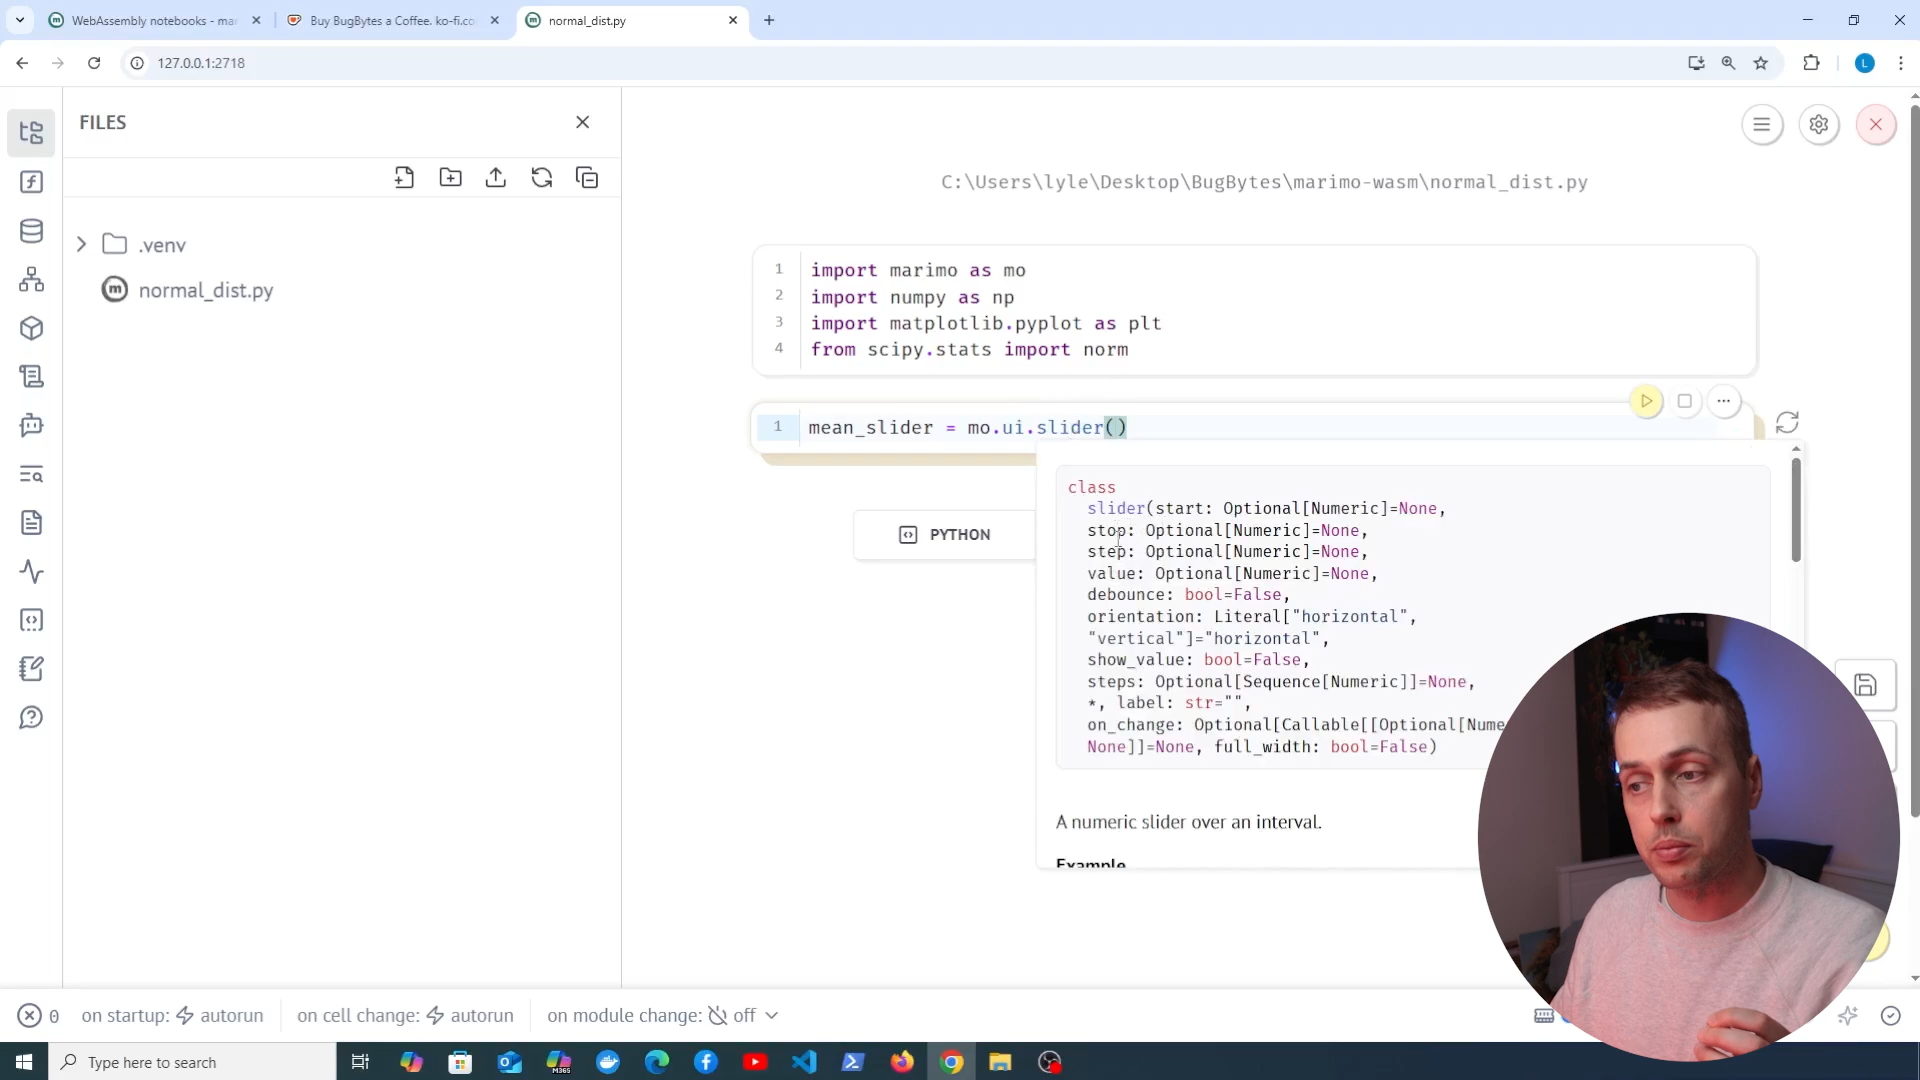 WebAssembly notebooks - mar
Buy BugBytes a Coffee. ko-fi.co
normal_dist.py
127.0.0.1:2718
L
FILES
.venv
normal_dist.py
C:\Users\lyle\Desktop\BugBytes\marimo-wasm\normal_dist.py
1 import marimo as mo
2 import numpy as np
3 import matplotlib.pyplot as plt
4 from scipy.stats import norm
1 mean_slider = mo.ui.slider()
PYTHON
class
slider(start: Optional[Numeric]=None,
stop: Optional[Numeric]=None,
step: Optional[Numeric]=None,
value: Optional[Numeric]=None,
debounce: bool=False,
orientation: Literal["horizontal",
"vertical"]="horizontal",
show_value: bool=False,
steps: Optional[Sequence[Numeric]]=None,
*, label: str="",
on_change: Optional[Callable[[Optional[Nume
None]]=None, full_width: bool=False)
A numeric slider over an interval.
Example
0 on startup: autorun on cell change: autorun on module change: off
Type here to search
M365